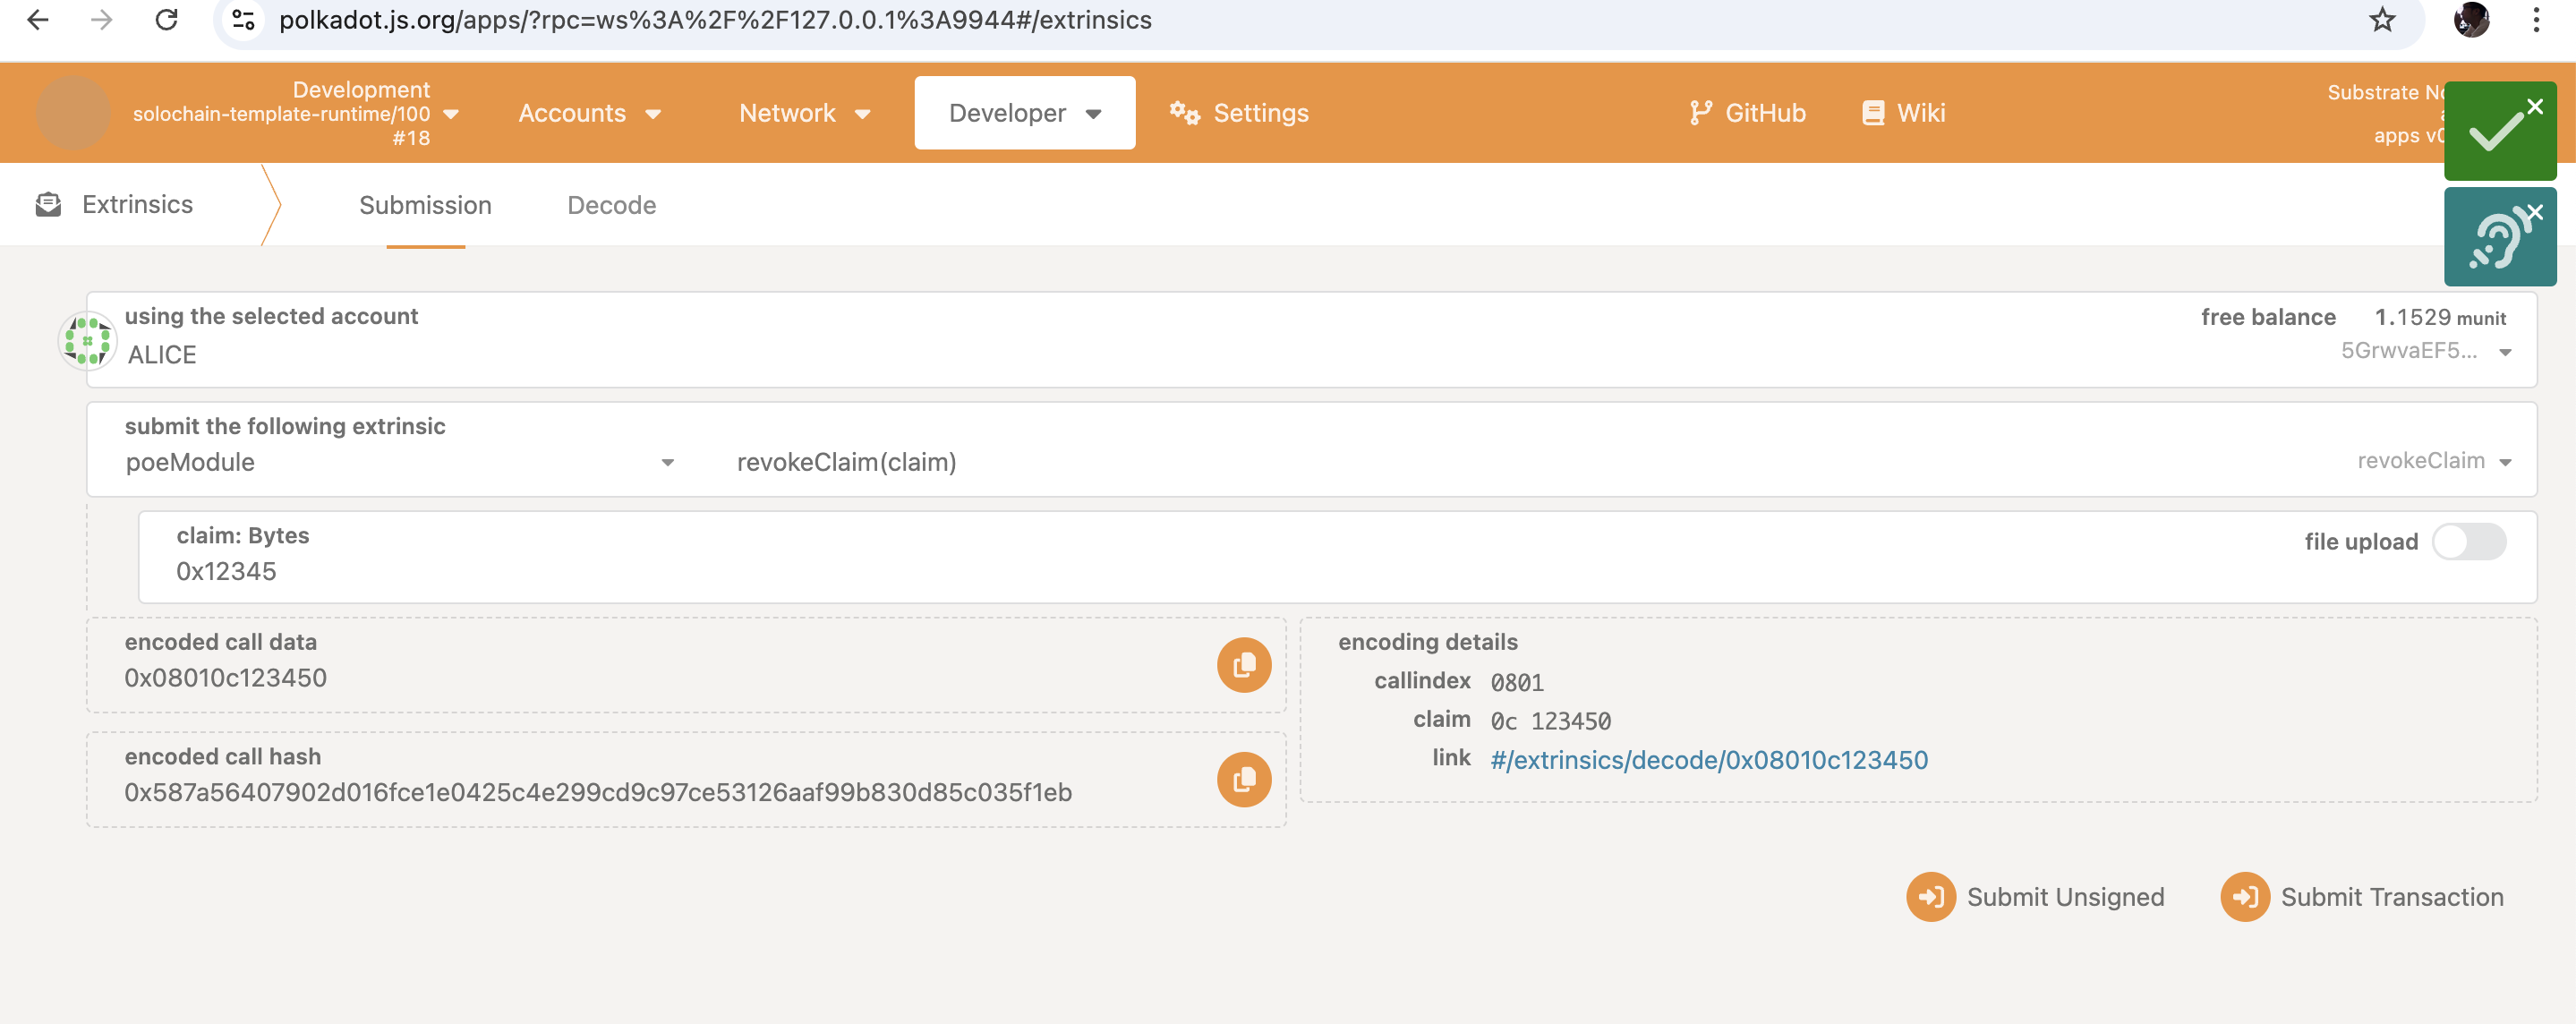 polkadot.js.org/apps/?rpc=ws%3A%2F%2F127.0.0.1%3A9944#/extrinsics
Development
solochain-template-runtime/100
#18
Accounts
Network
Developer
Settings
GitHub
Wiki
Substrate
apps
Extrinsics
Submission
Decode
using the selected account
ALICE
free balance 1.1529 munit
5GrwvaEF5...
submit the following extrinsic
poeModule
revokeClaim(claim)
revokeClaim
claim: Bytes
0x12345
file upload
encoded call data
0x08010c123450
encoding details
callindex 0801
claim 0c 123450
link #/extrinsics/decode/0x08010c123450
encoded call hash
0x587a56407902d016fce1e0425c4e299cd9c97ce53126aaf99b830d85c035f1eb
Submit Unsigned
Submit Transaction